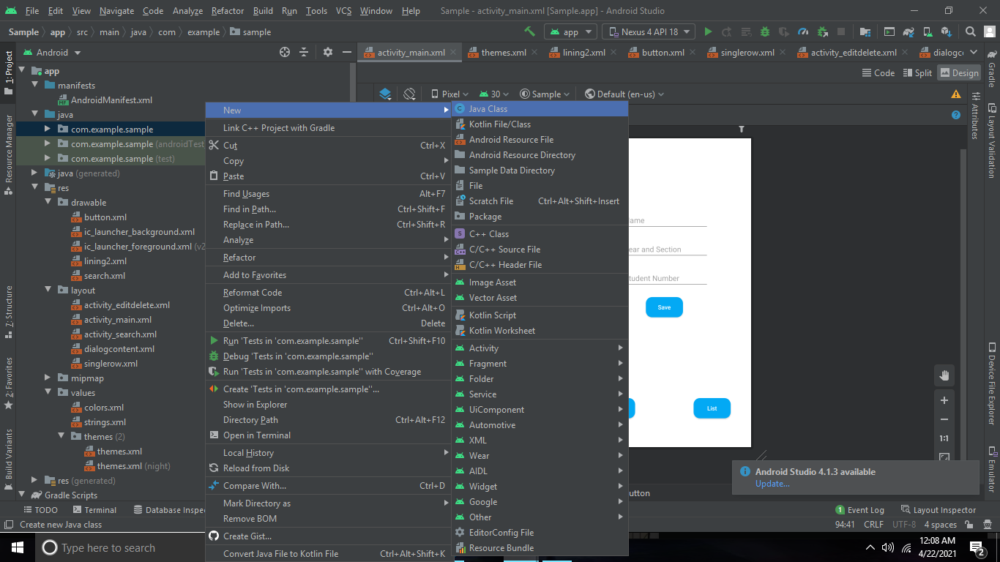 File Edit View Navigate Code Analyze Refactor Build Run Tools VCS Window Help Sample - activity_main.xml [Sample.app] - Android Studio
Sample app src main java com example sample app Nexus 4 API 18
1: Project
Resource Manager
Z: Structure
2: Favorites
Build Variants
Android
app
manifests
AndroidManifest.xml
java
com.example.sample
com.example.sample (androidTest
com.example.sample (test)
java (generated)
res
drawable
button.xml
ic_launcher_background.xml
ic_launcher_foreground.xml (v2
lining2.xml
search.xml
layout
activity_editdelete.xml
activity_main.xml
activity_search.xml
dialogcontent.xml
singlerow.xml
mipmap
values
colors.xml
strings.xml
themes (2)
themes.xml
themes.xml (night)
res (generated)
Gradle Scripts
activity_main.xml themes.xml lining2.xml button.xml singlerow.xml activity_editdelete.xml dialogcc
Code Split Design
Pixel 30 Sample Default (en-us)
New
Link C++ Project with Gradle
Cut Ctrl+X
Copy
Paste Ctrl+V
Find Usages Alt+F7
Find in Path... Ctrl+Shift+F
Replace in Path... Ctrl+Shift+R
Analyze
Refactor
Add to Favorites
Reformat Code Ctrl+Alt+L
Optimize Imports Ctrl+Alt+O
Delete... Delete
Run 'Tests in 'com.example.sample'' Ctrl+Shift+F10
Debug 'Tests in 'com.example.sample''
Run 'Tests in 'com.example.sample'' with Coverage
Create 'Tests in 'com.example.sample''...
Show in Explorer
Directory Path Ctrl+Alt+F12
Open in Terminal
Local History
Reload from Disk
Compare With... Ctrl+D
Mark Directory as
Remove BOM
Create Gist...
Convert Java File to Kotlin File Ctrl+Alt+Shift+K
Java Class
Kotlin File/Class
Android Resource File
Android Resource Directory
Sample Data Directory
File
Scratch File Ctrl+Alt+Shift+Insert
Package
C++ Class
C/C++ Source File
C/C++ Header File
Image Asset
Vector Asset
Kotlin Script
Kotlin Worksheet
Activity
Fragment
Folder
Service
UiComponent
Automotive
XML
Wear
AIDL
Widget
Google
Other
EditorConfig File
Resource Bundle
ame
ear and Section
tudent Number
Save
List
1:1
Gradle
Attributes
Layout Validation
Device File Explorer
Emulator
Android Studio 4.1.3 available
Update...
utton
TODO Terminal Database Inspe
1 Event Log Layout Inspector
Create new Java class
94:41 CRLF UTF-8 4 spaces
Type here to search
12:08 AM
4/22/2021
2